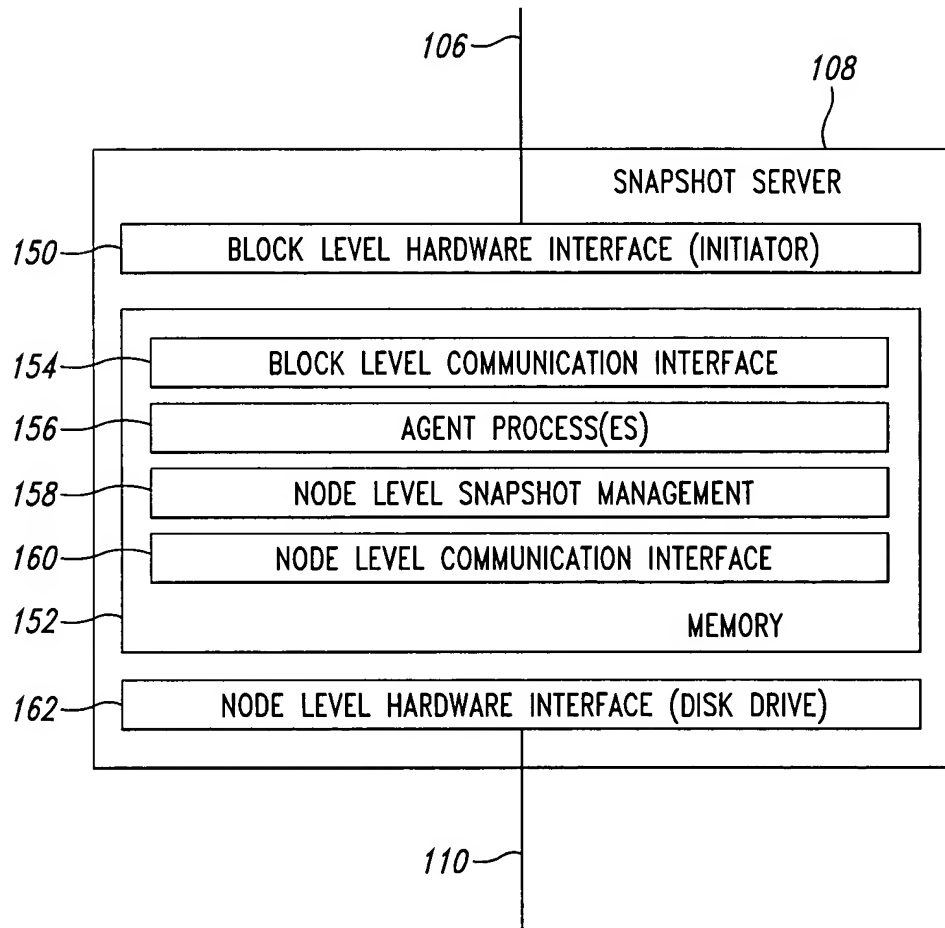 106
108
SNAPSHOT SERVER
150
BLOCK LEVEL HARDWARE INTERFACE (INITIATOR)
154
BLOCK LEVEL COMMUNICATION INTERFACE
156
AGENT PROCESS(ES)
158
NODE LEVEL SNAPSHOT MANAGEMENT
160
NODE LEVEL COMMUNICATION INTERFACE
152
MEMORY
162
NODE LEVEL HARDWARE INTERFACE (DISK DRIVE)
110